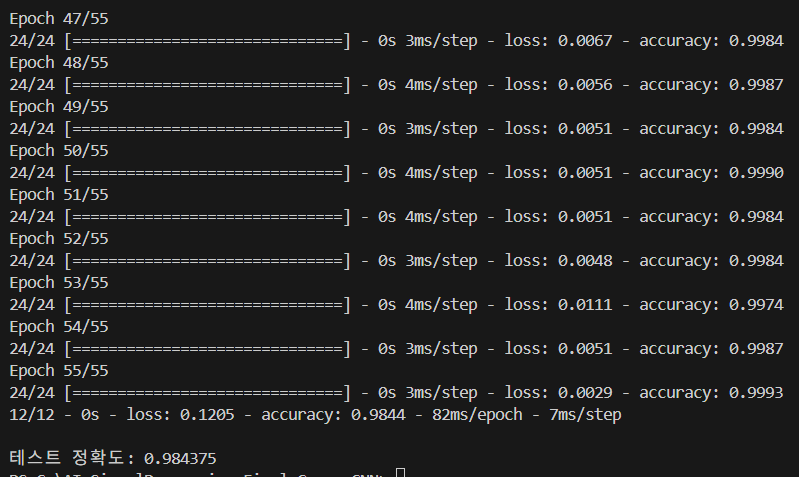 Epoch 47/55
24/24 [==============================] - 0s 3ms/step - loss: 0.0067 - accuracy: 0.9984
Epoch 48/55
24/24 [==============================] - 0s 4ms/step - loss: 0.0056 - accuracy: 0.9987
Epoch 49/55
24/24 [==============================] - 0s 3ms/step - loss: 0.0051 - accuracy: 0.9984
Epoch 50/55
24/24 [==============================] - 0s 4ms/step - loss: 0.0051 - accuracy: 0.9990
Epoch 51/55
24/24 [==============================] - 0s 4ms/step - loss: 0.0051 - accuracy: 0.9984
Epoch 52/55
24/24 [==============================] - 0s 3ms/step - loss: 0.0048 - accuracy: 0.9984
Epoch 53/55
24/24 [==============================] - 0s 4ms/step - loss: 0.0111 - accuracy: 0.9974
Epoch 54/55
24/24 [==============================] - 0s 3ms/step - loss: 0.0051 - accuracy: 0.9987
Epoch 55/55
24/24 [==============================] - 0s 3ms/step - loss: 0.0029 - accuracy: 0.9993
12/12 - 0s - loss: 0.1205 - accuracy: 0.9844 - 82ms/epoch - 7ms/step
테스트 정확도: 0.984375